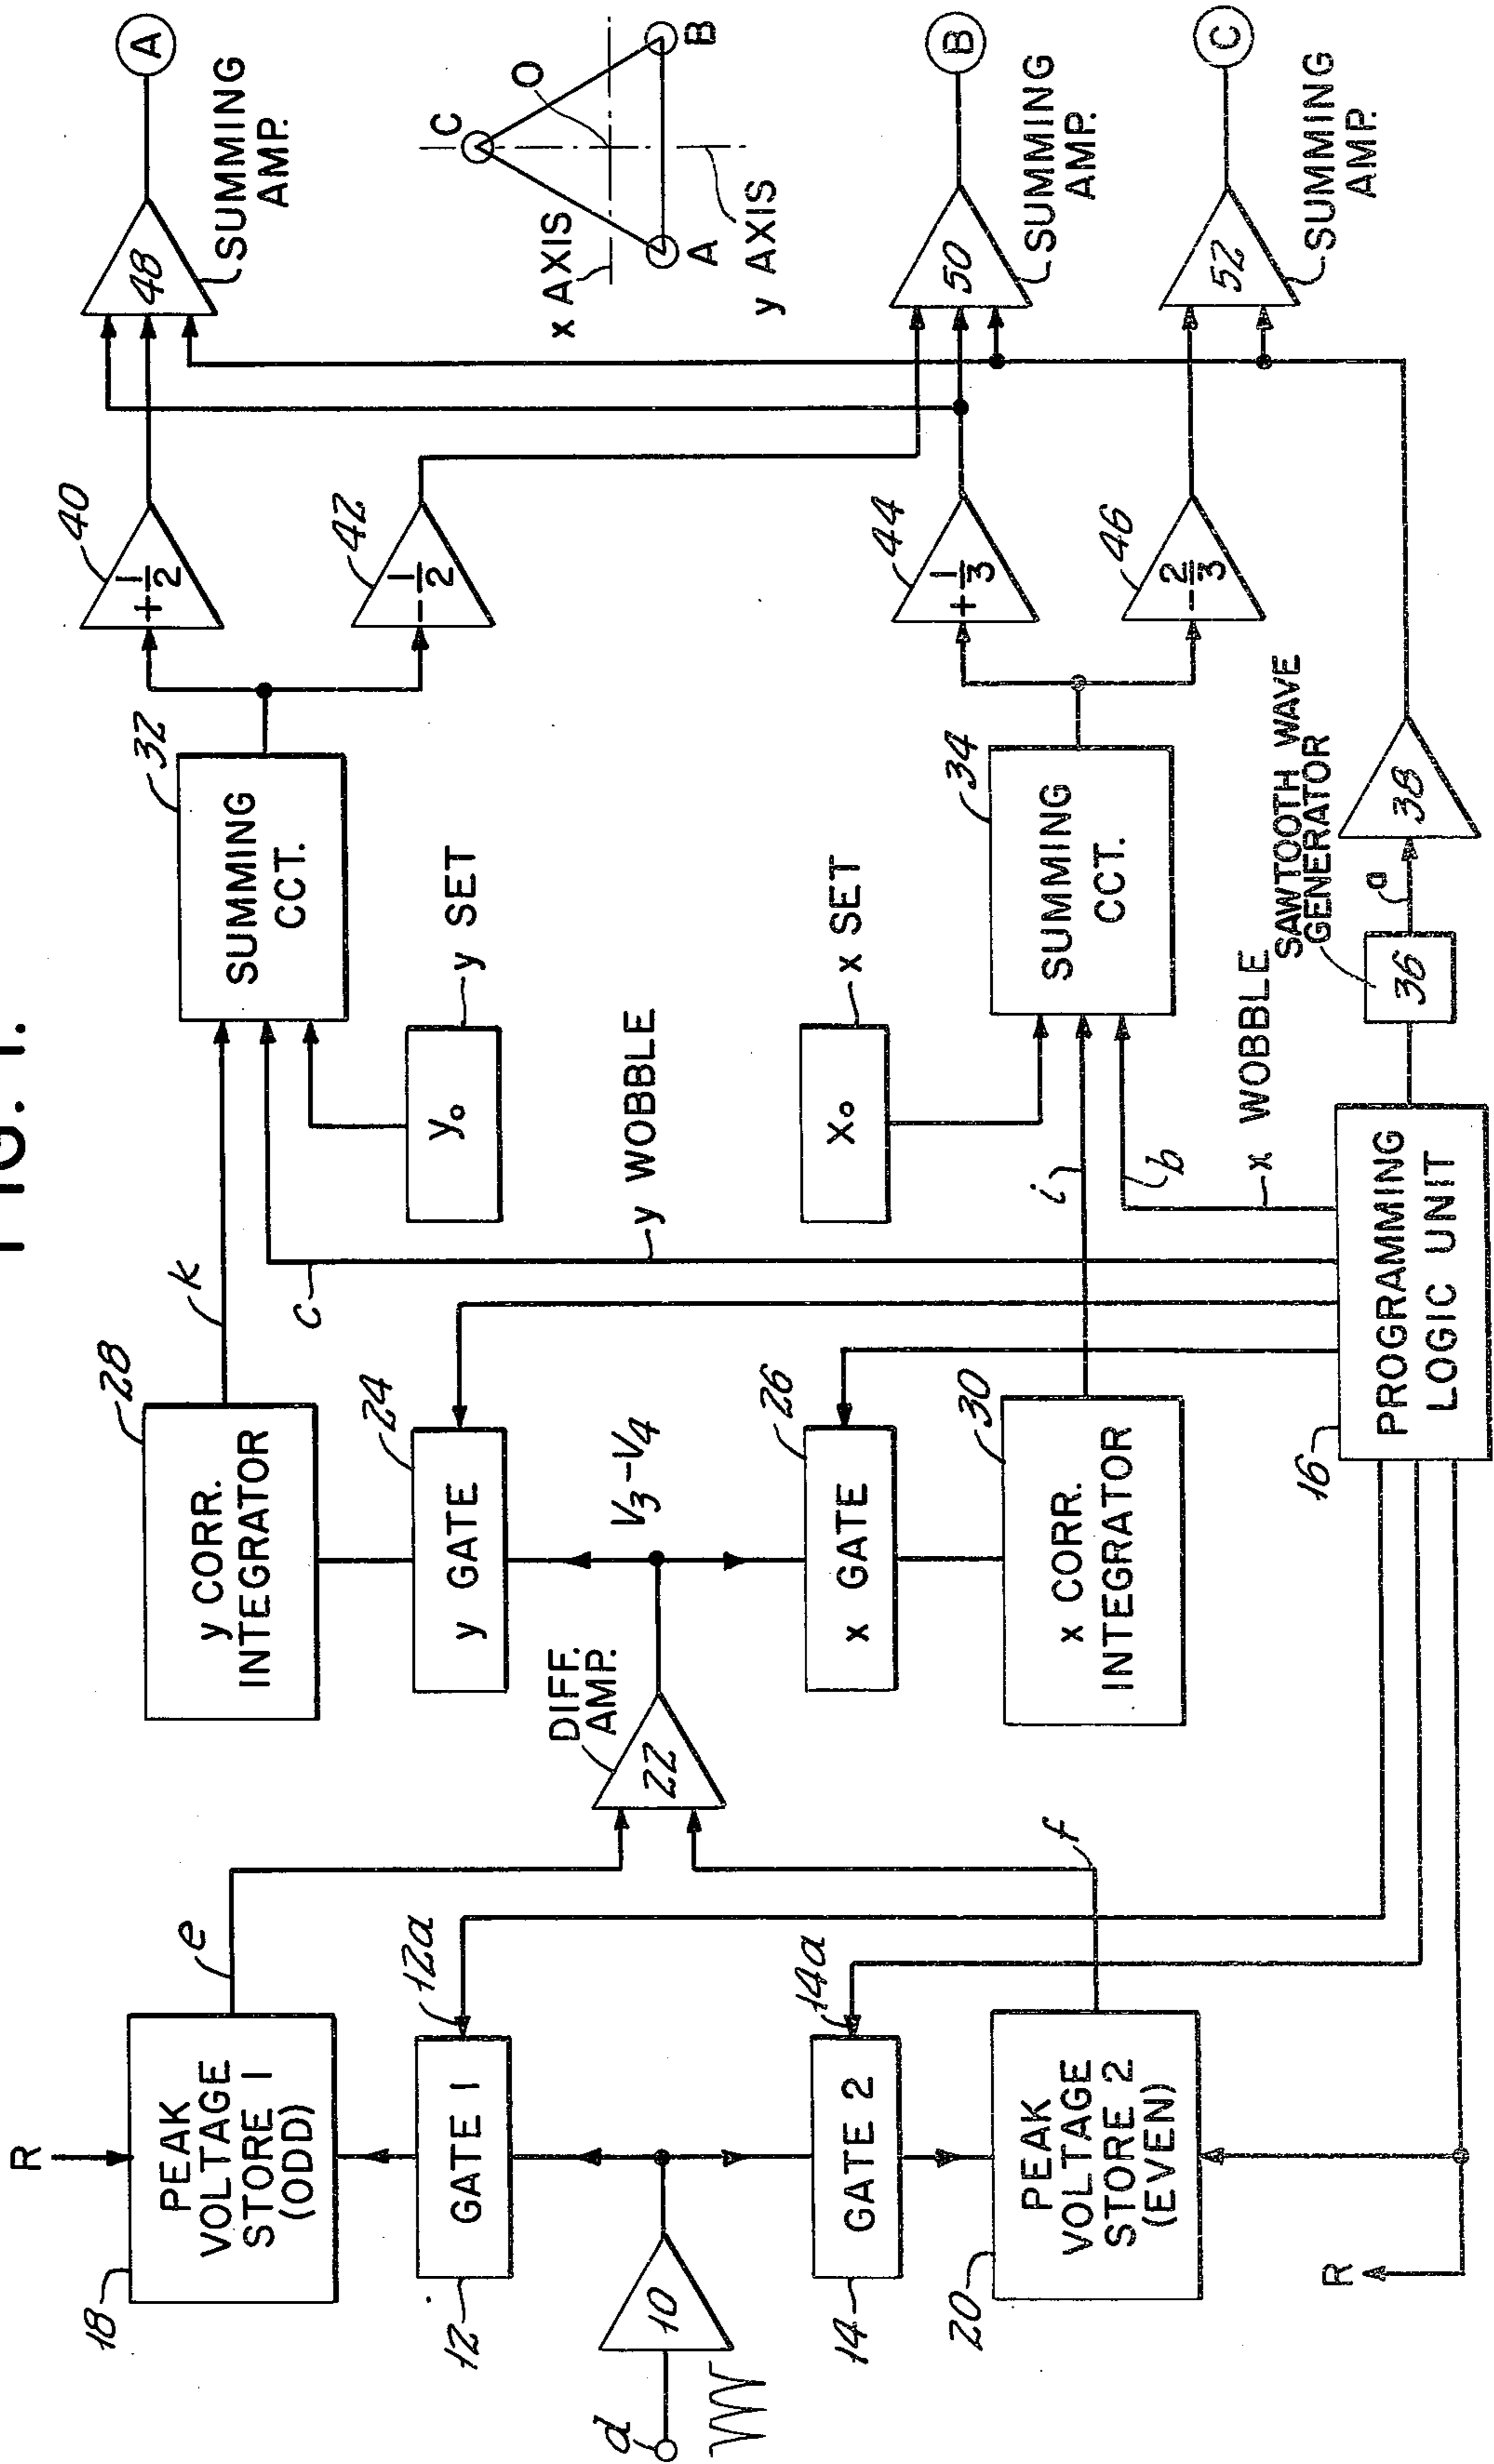 FIG. 1.
R
18
PEAK
VOLTAGE
STORE 1
(ODD)
e
12
GATE 1
12a
d
10
14
GATE 2
14a
20
PEAK
VOLTAGE
STORE 2
(EVEN)
f
R
DIFF.
AMP.
22
28
y CORR.
INTEGRATOR
k
24
y GATE
V3-V4
26
x GATE
30
x CORR.
INTEGRATOR
i
16
PROGRAMMING
LOGIC UNIT
c
y WOBBLE
b
x WOBBLE
32
SUMMING
CCT.
yo
y SET
xo
x SET
34
SUMMING
CCT.
SAWTOOTH WAVE
GENERATOR
36
a
38
40
+1/2
42
-1/2
44
+1/3
46
-2/3
48
SUMMING
AMP.
A
x AXIS
C
O
A
B
y AXIS
50
SUMMING
AMP.
B
52
SUMMING
AMP.
C